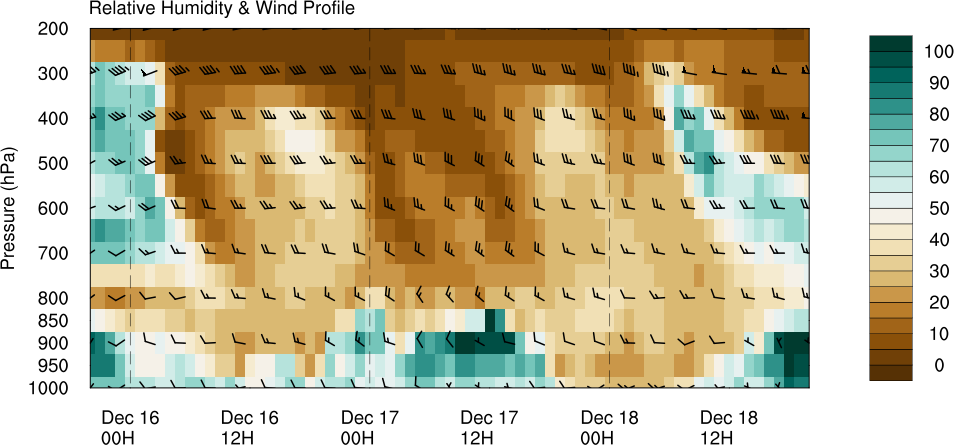 Relative Humidity & Wind Profile
200
300
400
500
600
700
800
850
900
950
1000
Pressure (hPa)
Dec 16 00H
Dec 16 12H
Dec 17 00H
Dec 17 12H
Dec 18 00H
Dec 18 12H
100
90
80
70
60
50
40
30
20
10
0